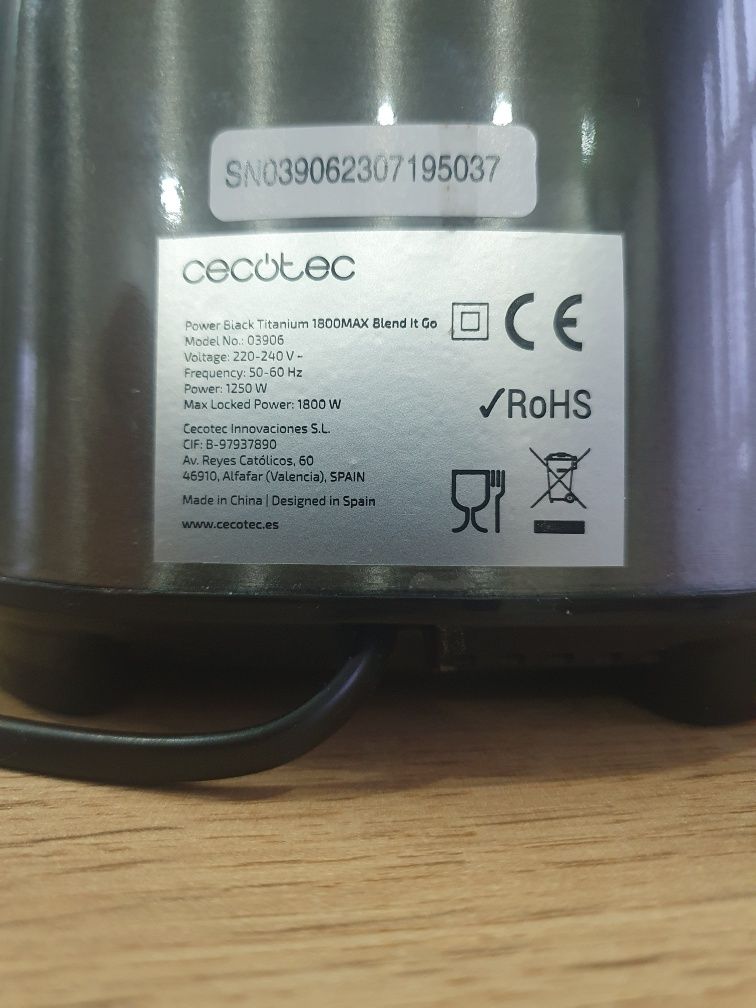 SN039062307195037
cecotec
Power Black Titanium 1800MAX Blend It Go
Model No.: 03906
Voltage: 220-240 V~
Frequency: 50-60 Hz
Power: 1250 W
Max Locked Power: 1800 W
CE
✓RoHS
Cecotec Innovaciones S.L.
CIF: B-97937890
Av. Reyes Católicos, 60
46910, Alfafar (Valencia), SPAIN
Made in China | Designed in Spain
www.cecotec.es